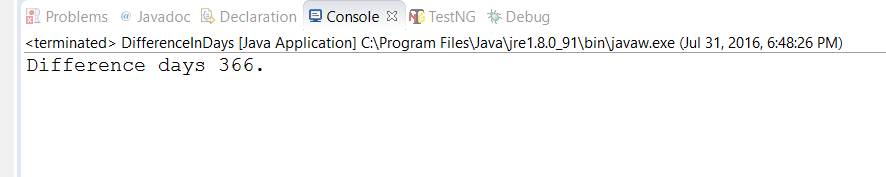 Problems @ Javadoc Declaration Console TestNG Debug
<terminated> DifferenceInDays [Java Application] C:\Program Files\Java\jre1.8.0_91\bin\javaw.exe (Jul 31, 2016, 6:48:26 PM)
Difference days 366.